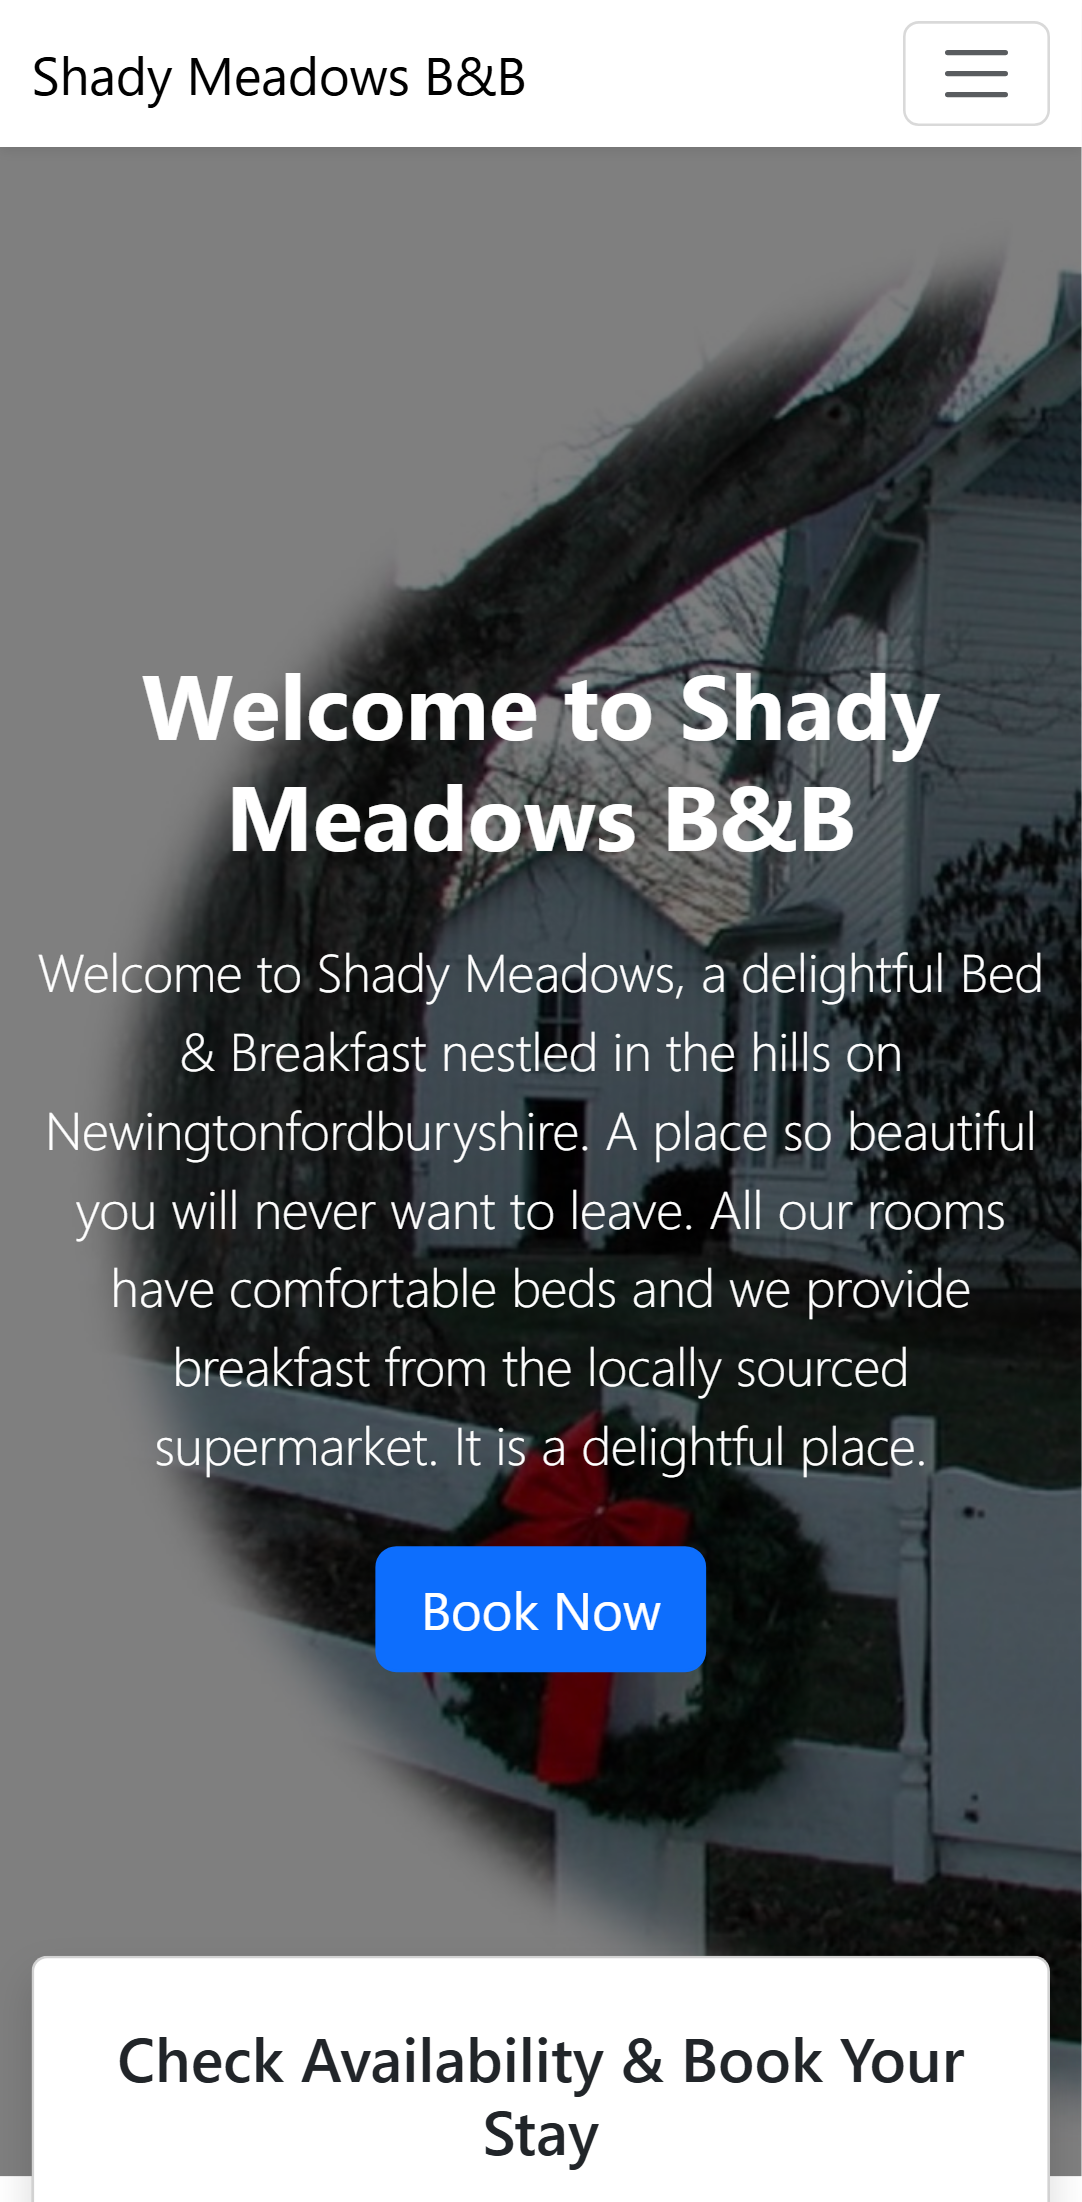 Shady Meadows B&B
Welcome to Shady
Meadows B&B
Welcome to Shady Meadows, a delightful Bed
& Breakfast nestled in the hills on
Newingtonfordburyshire. A place so beautiful
you will never want to leave. All our rooms
have comfortable beds and we provide
breakfast from the locally sourced
supermarket. It is a delightful place.
Book Now
Check Availability & Book Your
Stay